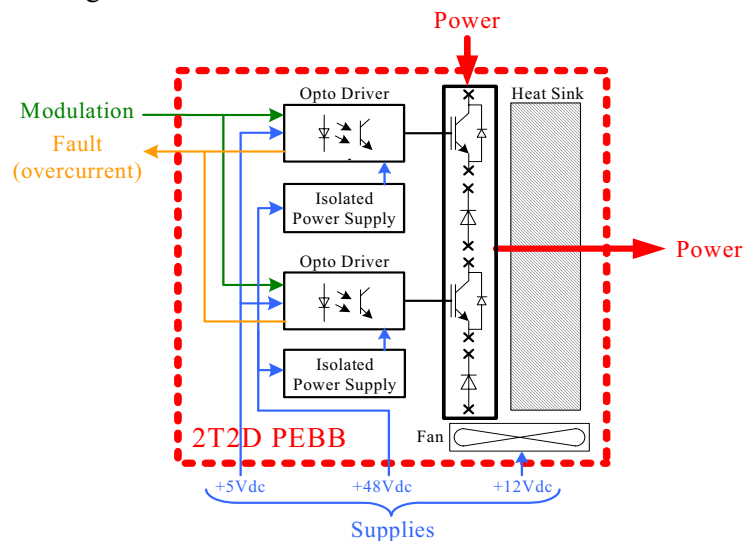 Power
Opto Driver
Heat Sink
Modulation
Fault
(overcurrent)
Isolated
Power Supply
Power
Opto Driver
Isolated
Power Supply
2T2D PEBB
Fan
+5Vdc
+48Vdc
+12Vdc
Supplies